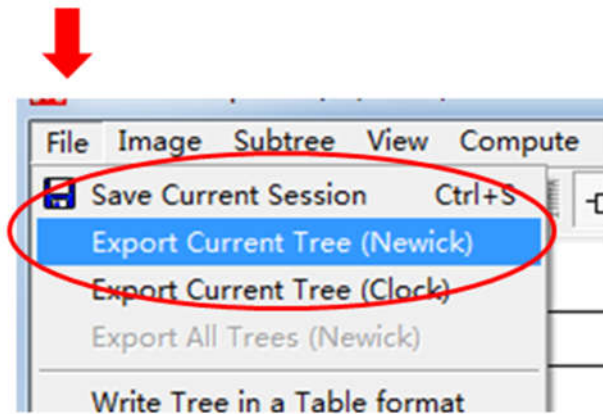 File Image Subtree View Compute
Save Current Session Ctrl+S
Export Current Tree (Newick)
Export Current Tree (Clock)
Export All Trees (Newick)
Write Tree in a Table format